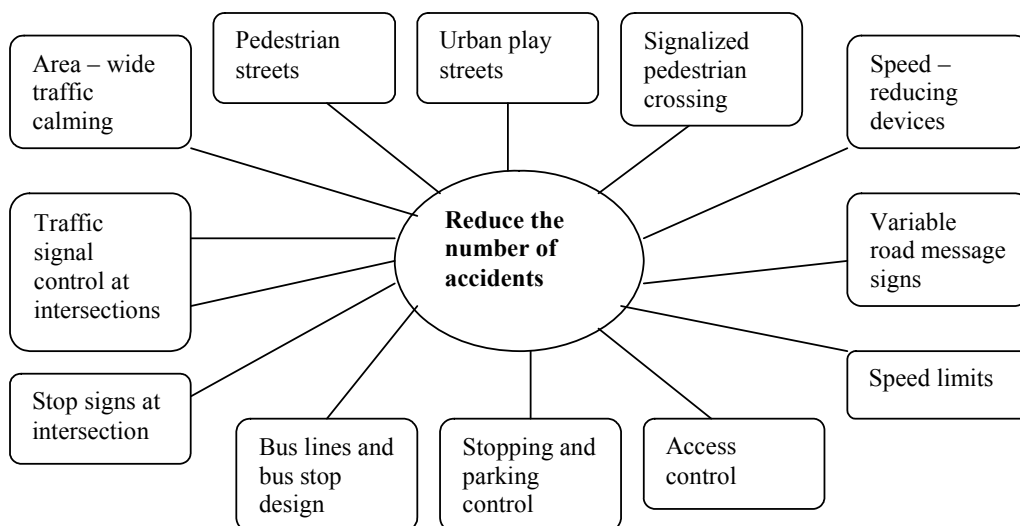 Area – wide
traffic
calming
Pedestrian
streets
Urban play
streets
Signalized
pedestrian
crossing
Speed –
reducing
devices
Reduce the
number of
accidents
Traffic
signal
control at
intersections
Variable
road message
signs
Stop signs at
intersection
Bus lines and
bus stop
design
Stopping and
parking
control
Access
control
Speed limits